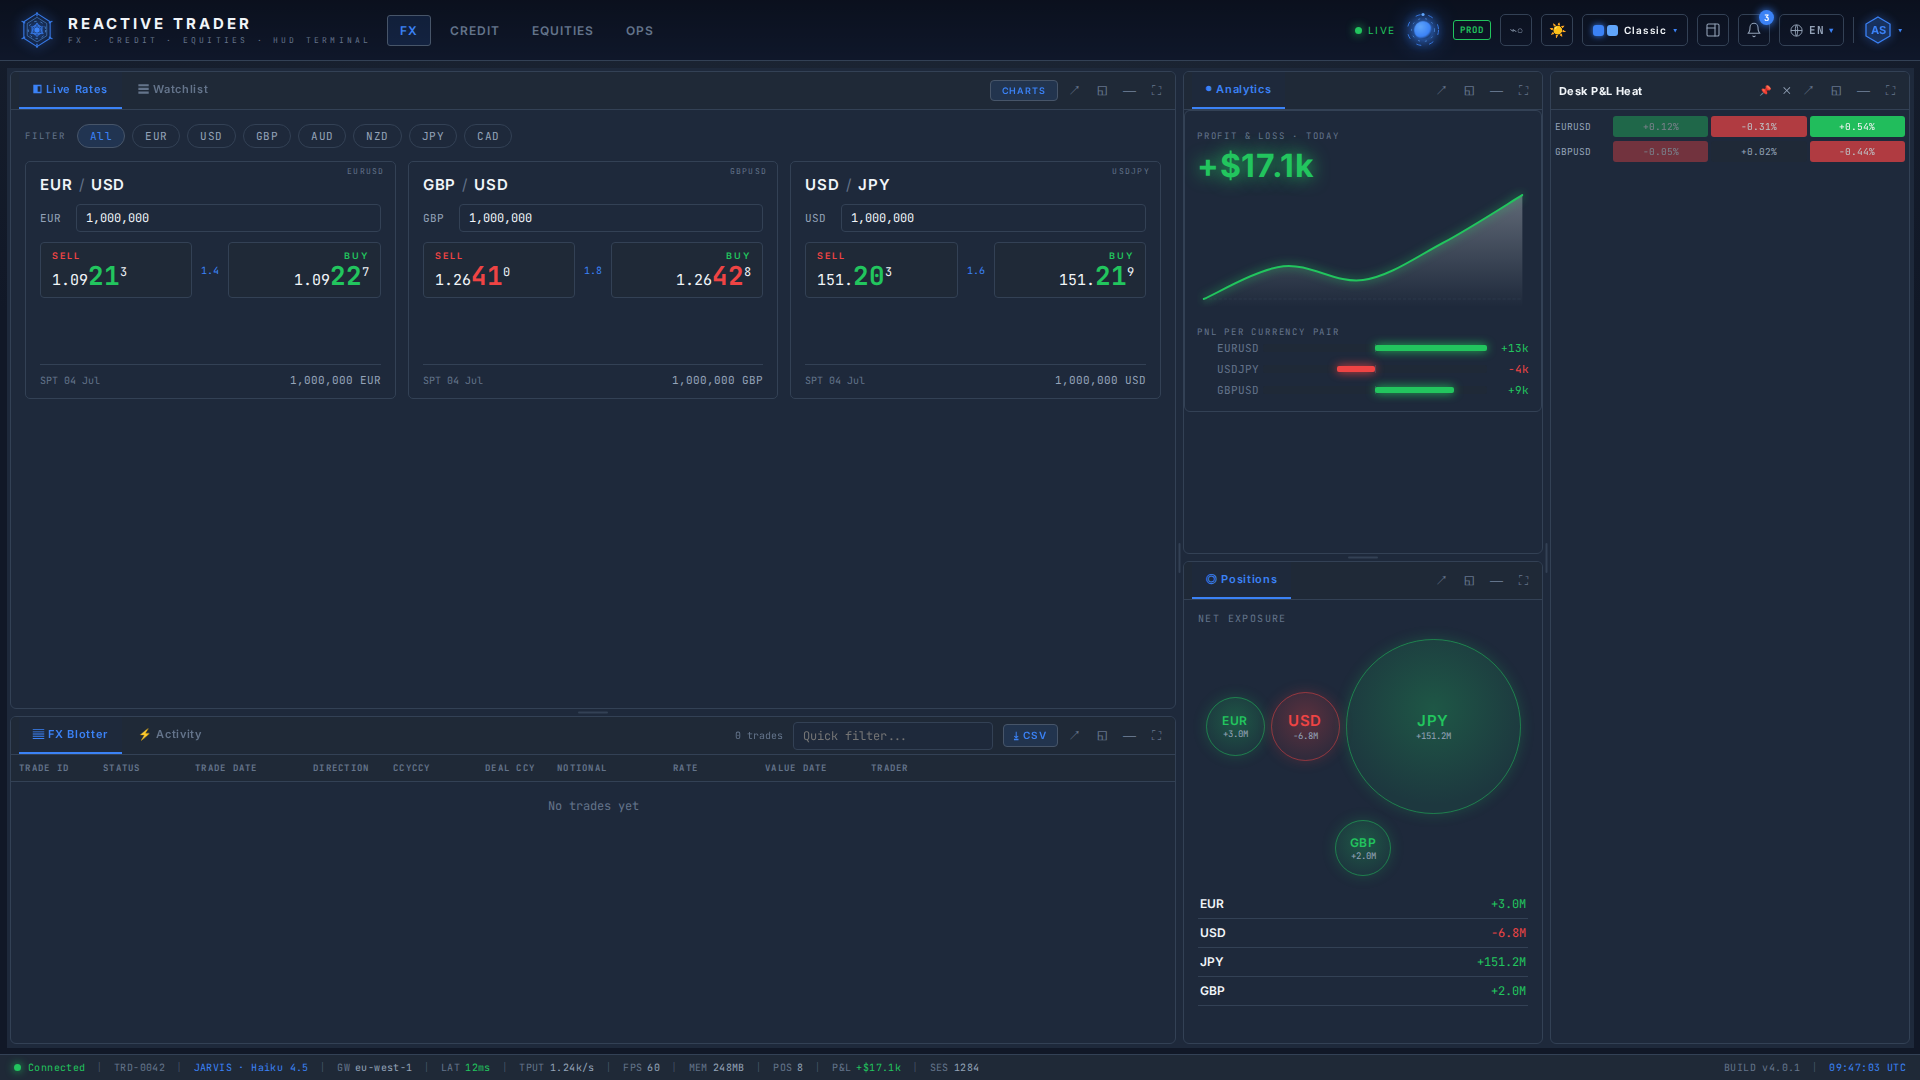 REACTIVE TRADER
FX · CREDIT · EQUITIES · HUD TERMINAL
FX CREDIT EQUITIES OPS
LIVE PROD Classic 3 EN AS
Live Rates Watchlist CHARTS
FILTER All EUR USD GBP AUD NZD JPY CAD
EURUSD
EUR / USD
EUR 1,000,000
SELL 1.09213
1.4
BUY 1.09227
SPT 04 Jul 1,000,000 EUR
GBPUSD
GBP / USD
GBP 1,000,000
SELL 1.26410
1.8
BUY 1.26428
SPT 04 Jul 1,000,000 GBP
USDJPY
USD / JPY
USD 1,000,000
SELL 151.203
1.6
BUY 151.219
SPT 04 Jul 1,000,000 USD
FX Blotter Activity 0 trades Quick filter... CSV
TRADE ID STATUS TRADE DATE DIRECTION CCYCCY DEAL CCY NOTIONAL RATE VALUE DATE TRADER
No trades yet
Analytics
PROFIT & LOSS · TODAY
+$17.1k
PNL PER CURRENCY PAIR
EURUSD +13k
USDJPY -4k
GBPUSD +9k
Positions
NET EXPOSURE
EUR
+3.0M
USD
-6.8M
JPY
+151.2M
GBP
+2.0M
EUR +3.0M
USD -6.8M
JPY +151.2M
GBP +2.0M
Desk P&L Heat
EURUSD +0.12% -0.31% +0.54%
GBPUSD -0.05% +0.02% -0.44%
Connected TRD-0042 JARVIS · Haiku 4.5 GW eu-west-1 LAT 12ms TPUT 1.24k/s FPS 60 MEM 248MB POS 8 P&L +$17.1k SES 1284 BUILD v4.0.1 09:47:03 UTC